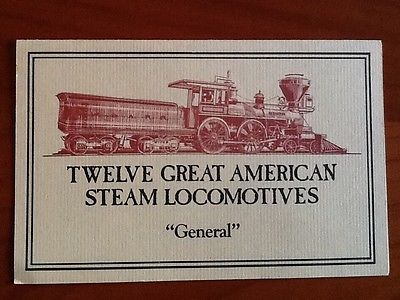 TWELVE GREAT AMERICAN
STEAM LOCOMOTIVES
“General”